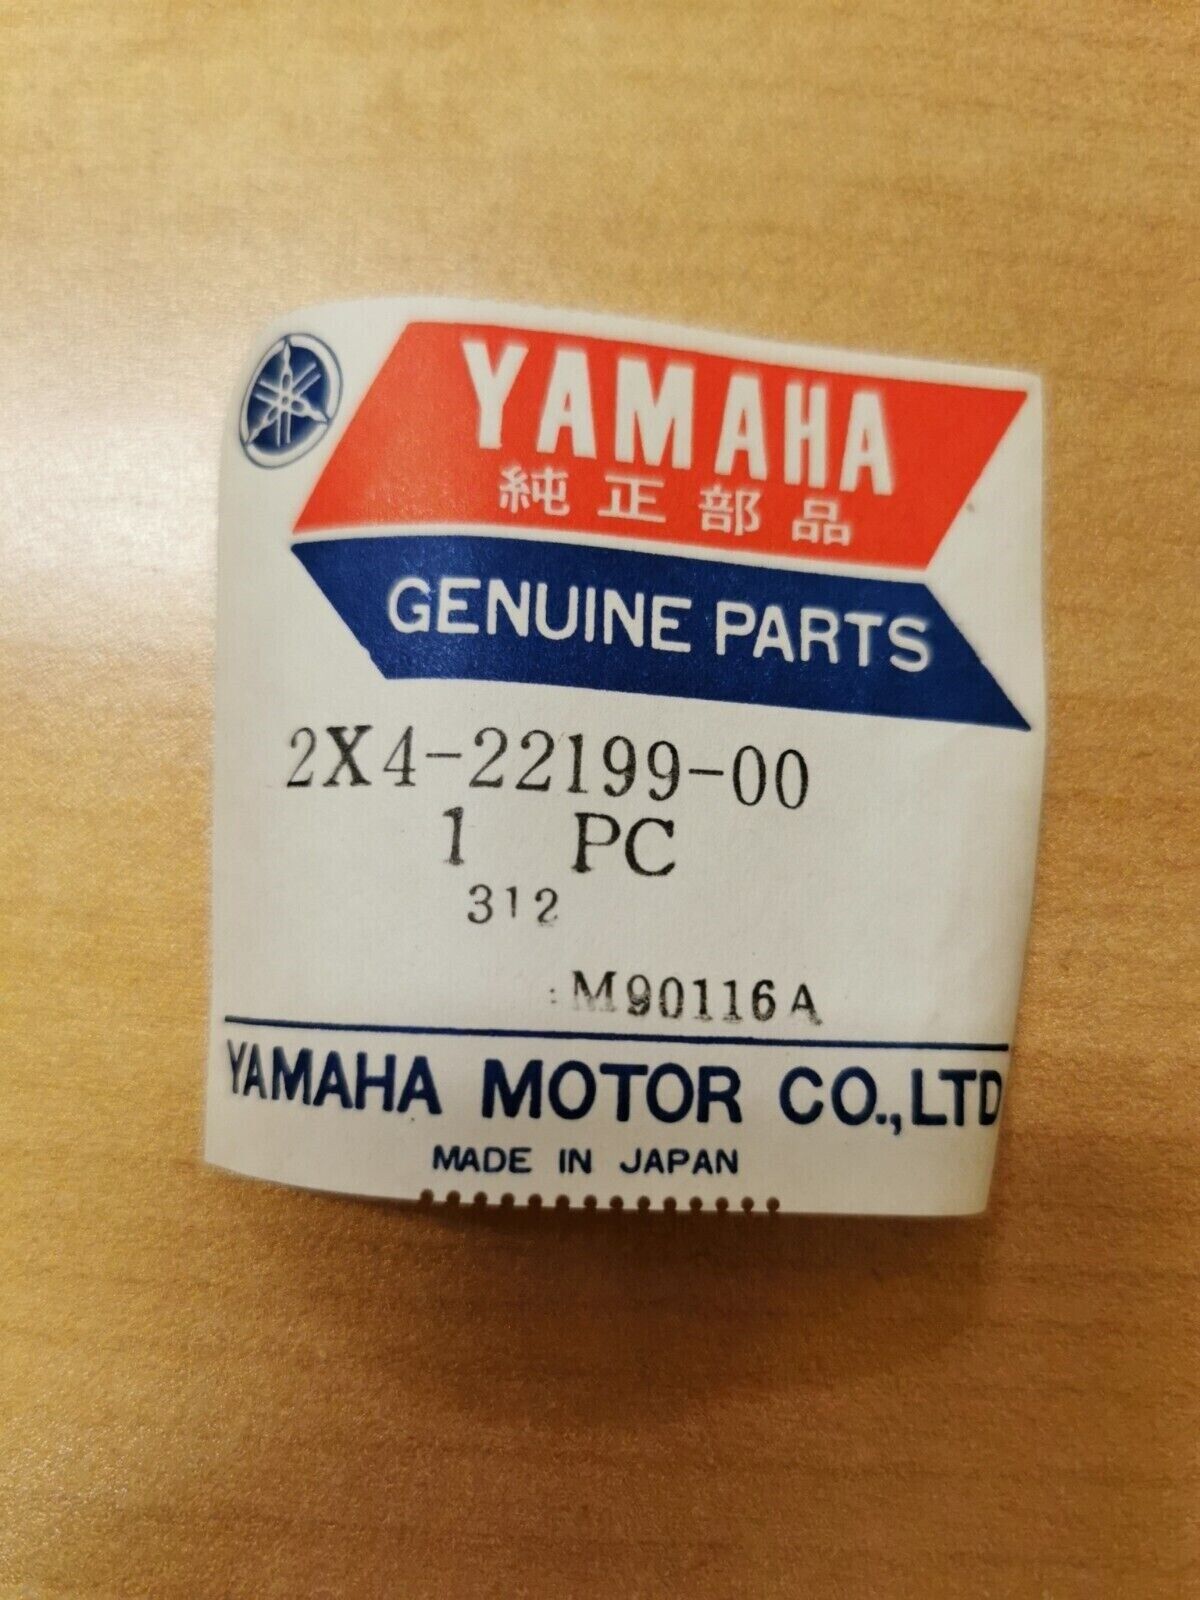 YAMAHA
純正部品
GENUINE PARTS
2X4-22199-00
1 PC
312
M90116A
YAMAHA MOTOR CO.,LTD
MADE IN JAPAN